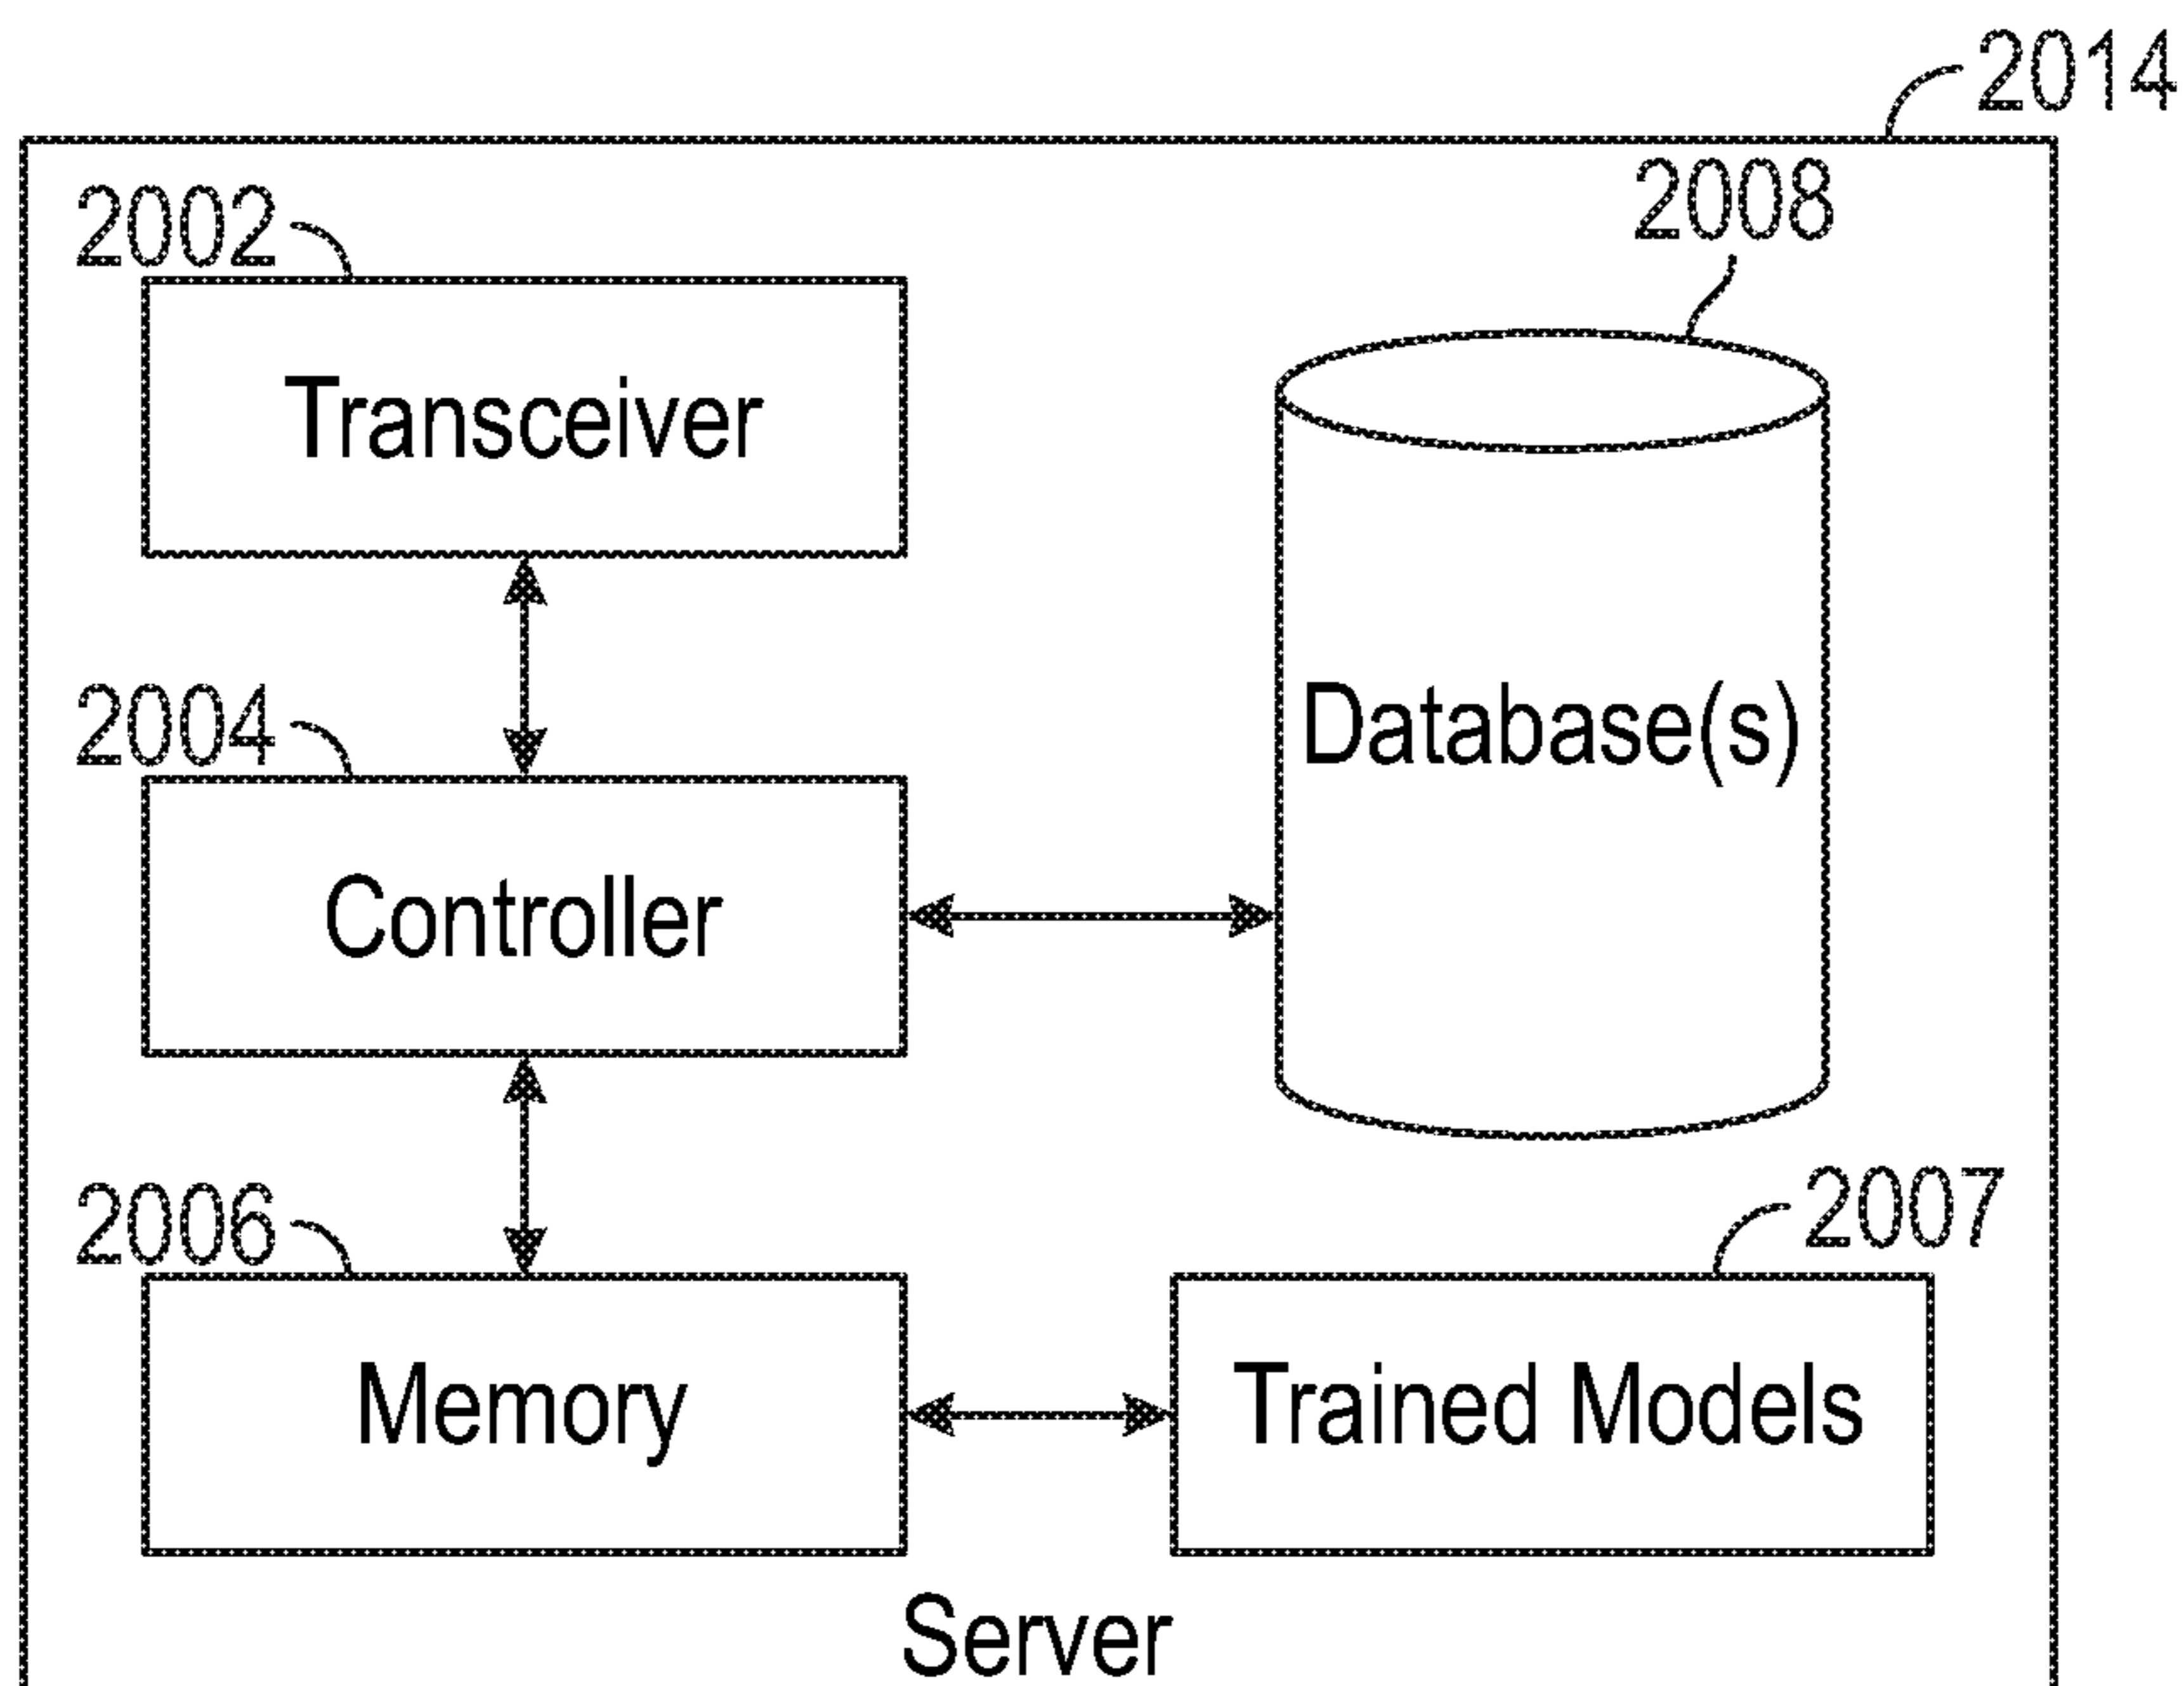 2014
2008
2002
Transceiver
Database(s)
2004
Controller
2007
2006
Memory
Trained Models
Server